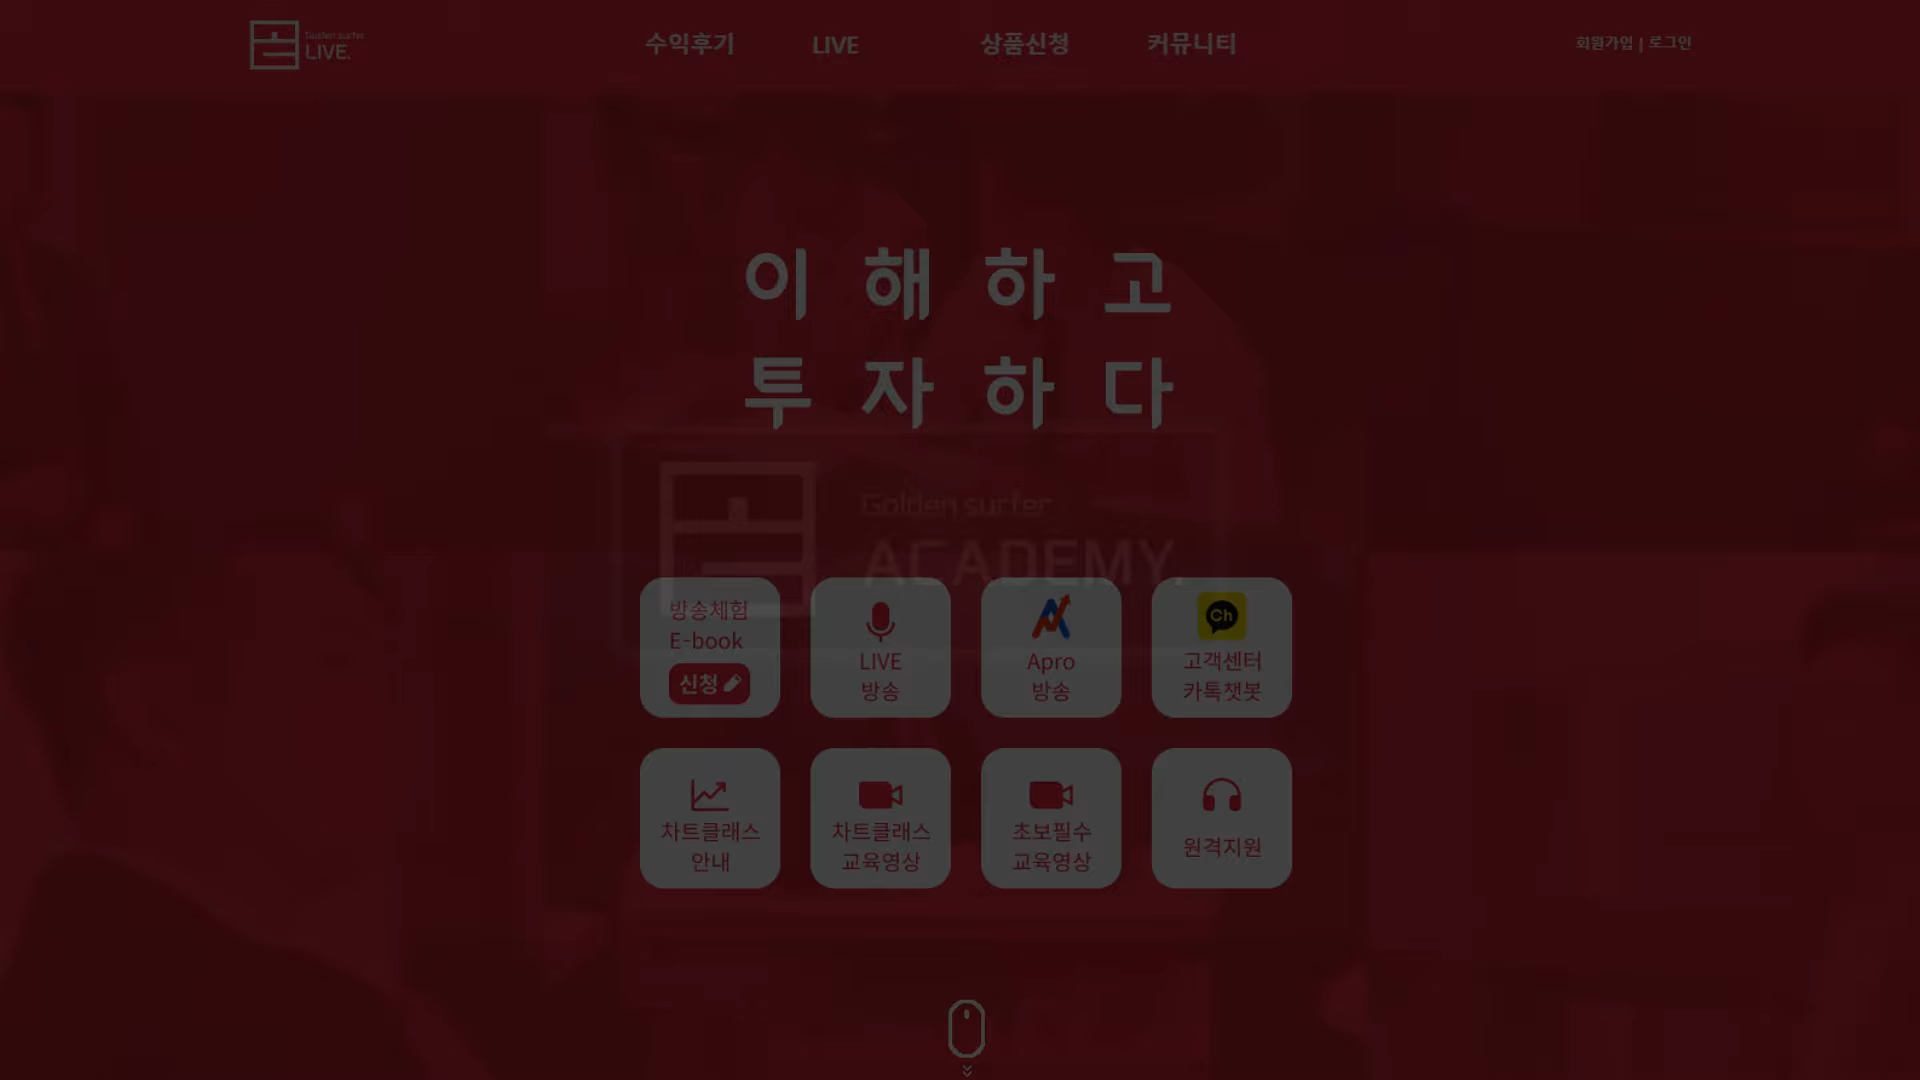 Golden surfer
LIVE.
수익후기
LIVE
상품신청
커뮤니티
회원가입 | 로그인
이해하고
투자하다
Golden surfer
ACADEMY.
방송체험
E-book
신청
LIVE
방송
Apro
방송
Ch
고객센터
카톡챗봇
차트클래스
안내
차트클래스
교육영상
초보필수
교육영상
원격지원